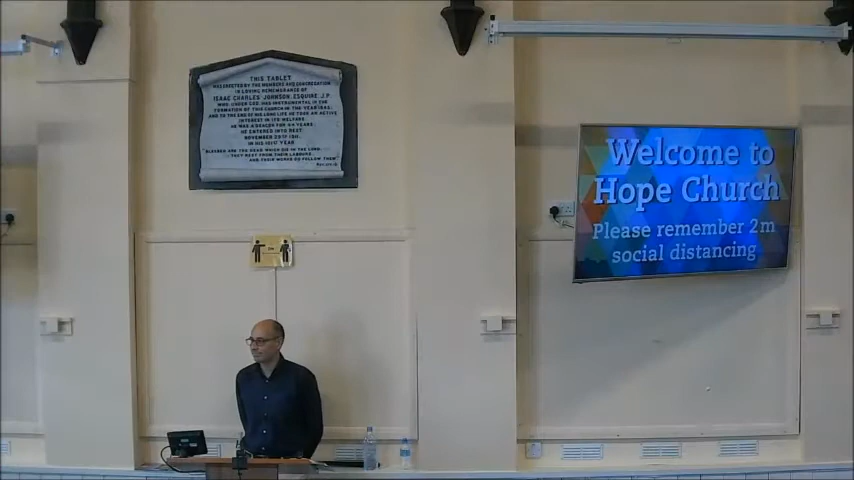 THIS TABLET
WAS ERECTED BY THE MEMBERS AND CONGREGATION
IN LOVING REMEMBRANCE OF
ISAAC CHARLES JOHNSON, ESQUIRE, J.P.
WHO, UNDER GOD, WAS INSTRUMENTAL IN THE
FORMATION OF THIS CHURCH IN THE YEAR
AND TO THE END OF HIS LONG LIFE TOOK AN ACTIVE
INTEREST IN ITS WELFARE.
HE WAS A DEACON FOR YEARS
HE ENTERED INTO REST
NOVEMBER 29TH 1911
IN HIS 101ST YEAR
BLESSED ARE THE DEAD WHICH DIE IN THE LORD
THEY REST FROM THEIR LABOURS
AND THEIR WORKS DO FOLLOW THEM
Welcome to
Hope Church
Please remember 2m
social distancing
2m